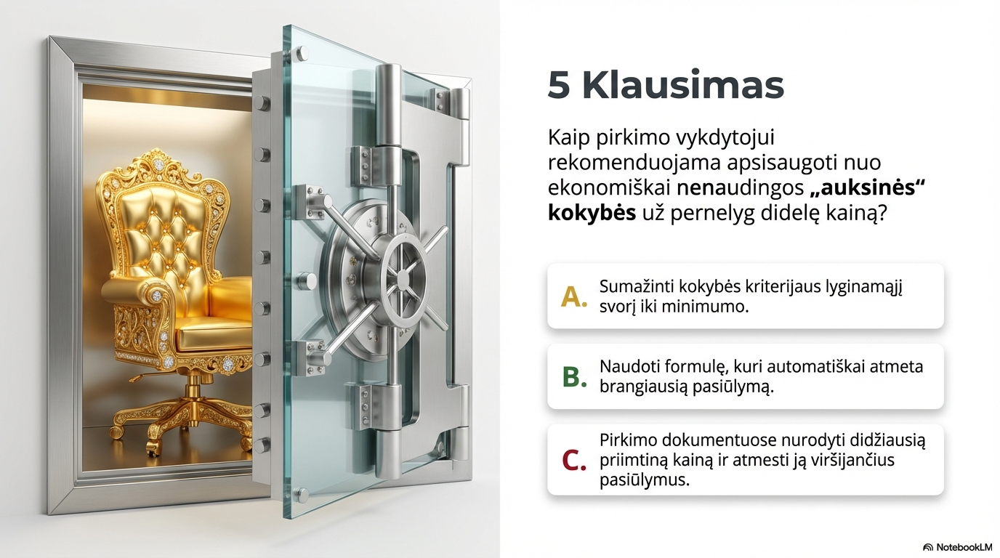 5 Klausimas
Kaip pirkimo vykdytojui
rekomenduojama apsisaugoti nuo
ekonomiškai nenaudingos „auksinės“
kokybės už pernelyg didelę kainą?
A. Sumažinti kokybės kriterijaus lyginamąjį
svorį iki minimumo.
B. Naudoti formulę, kuri automatiškai atmeta
brangiausią pasiūlymą.
C. Pirkimo dokumentuose nurodyti didžiausią
priimtiną kainą ir atmesti ją viršijančius
pasiūlymus.
NotebookLM